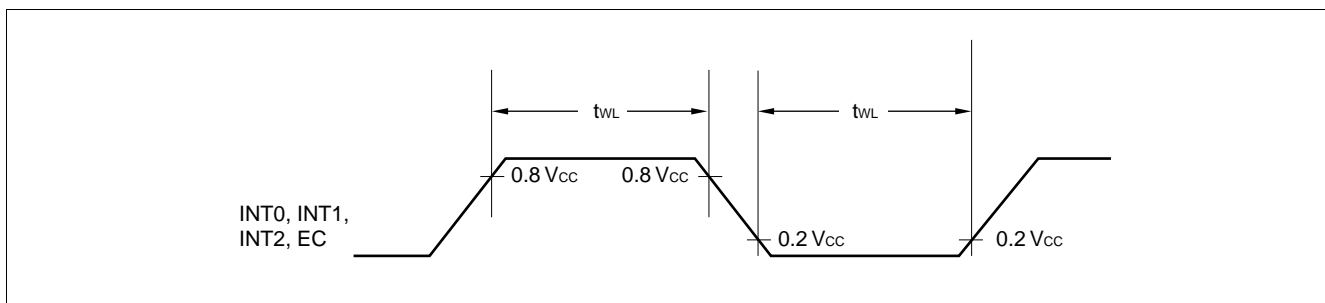 tWL tWL
0.8 VCC 0.8 VCC
INT0, INT1,
INT2, EC
0.2 VCC 0.2 VCC